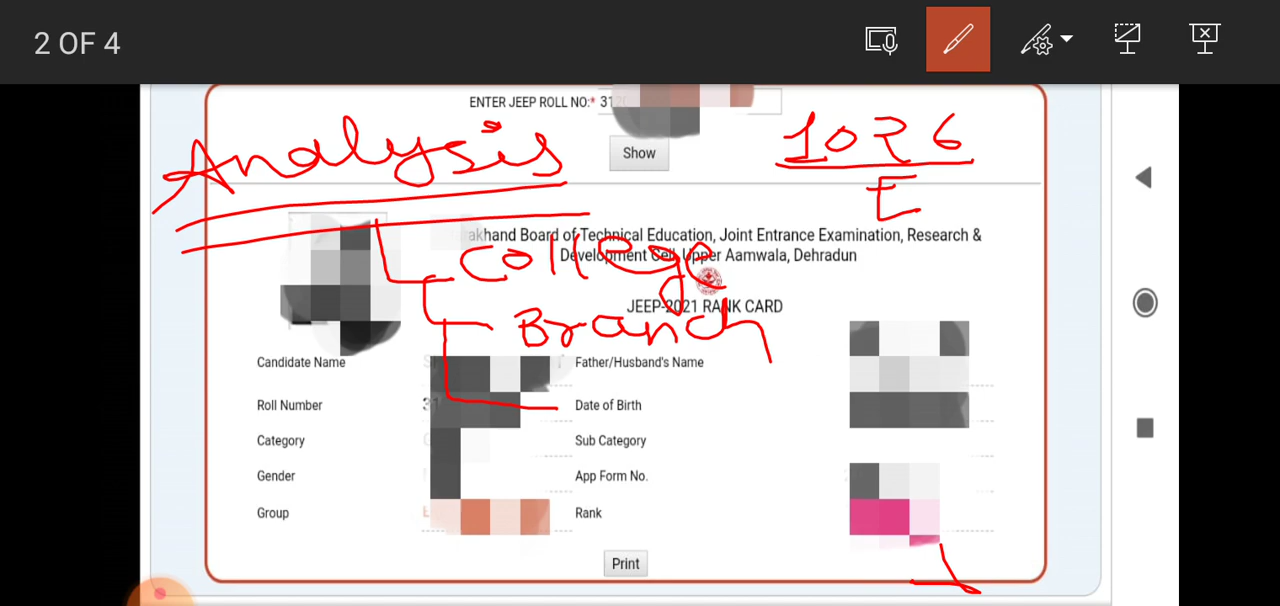 2 OF 4
ENTER JEEP ROLL NO:* 312
Show
Analysis
1026
E
akhand Board of Technical Education, Joint Entrance Examination, Research &
Development Cell, Upper Aamwala, Dehradun
College
JEEP-2021 RANK CARD
Branch
Candidate Name
Father/Husband's Name
Roll Number 31
Date of Birth
Category
Sub Category
Gender
App Form No.
Group
Rank
Print